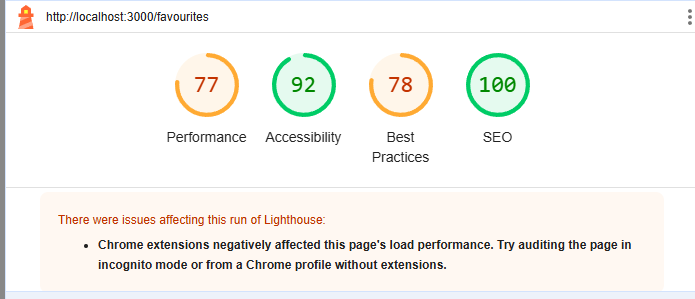 http://localhost:3000/favourites
77 92 78 100
Performance Accessibility Best Practices SEO
There were issues affecting this run of Lighthouse:
• Chrome extensions negatively affected this page's load performance. Try auditing the page in
incognito mode or from a Chrome profile without extensions.